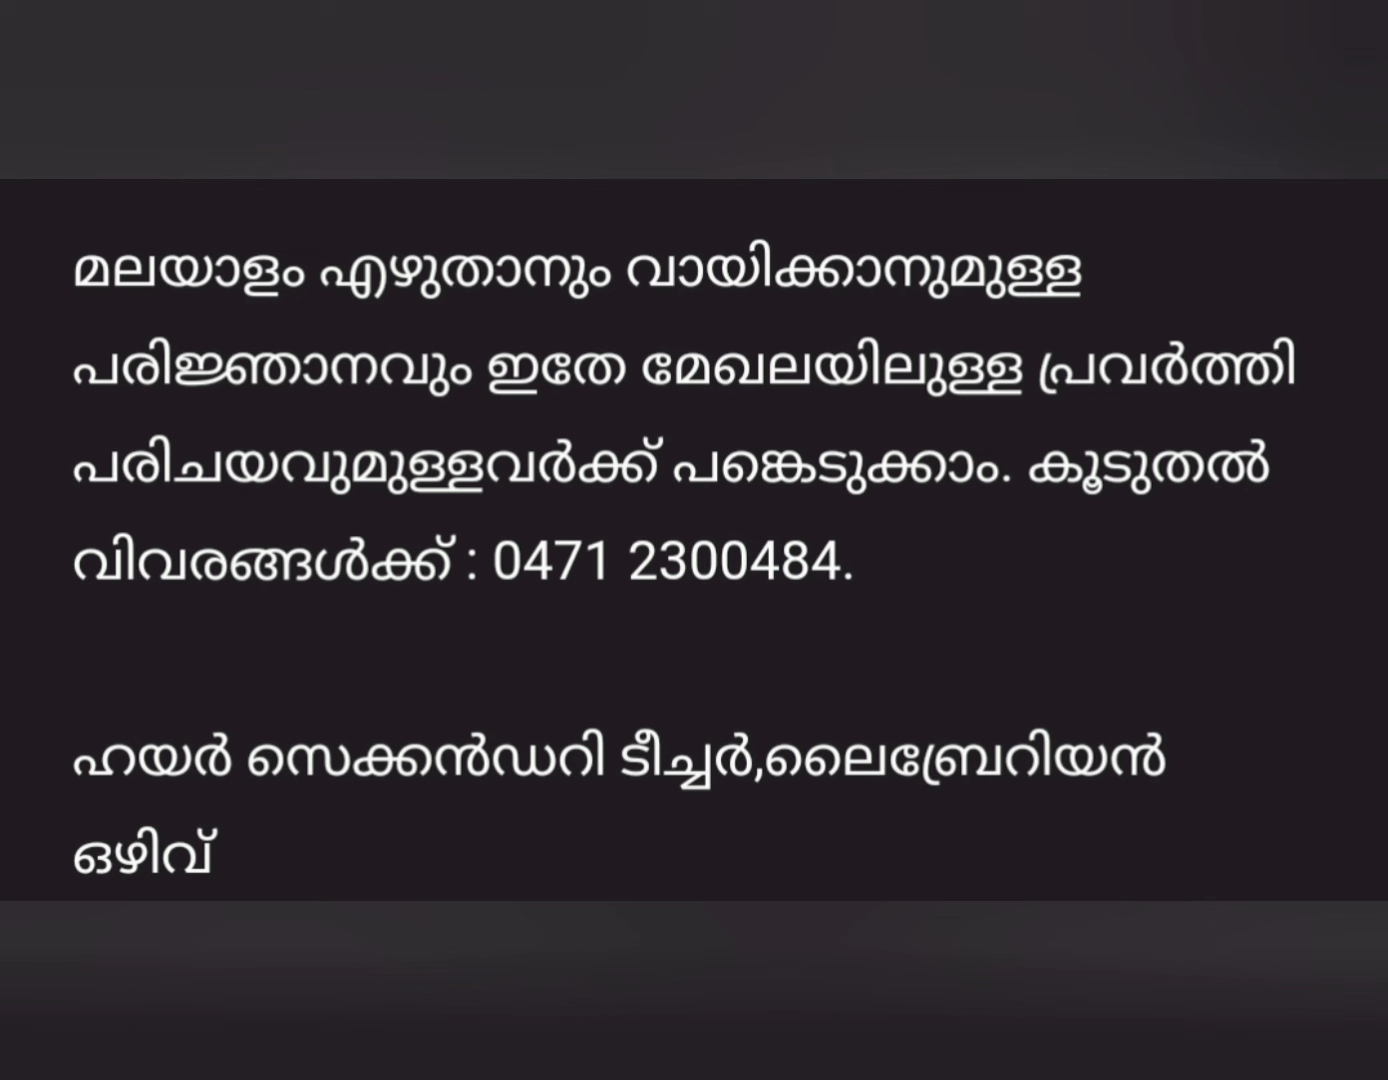 മലയാളം എഴുതാനും വായിക്കാനുമുള്ള
പരിജ്ഞാനവും ഇതേ മേഖലയിലുള്ള പ്രവർത്തി
പരിചയവുമുള്ളവർക്ക് പങ്കെടുക്കാം. കൂടുതൽ
വിവരങ്ങൾക്ക് : 0471 2300484.
ഹയർ സെക്കൻഡറി ടീച്ചർ,ലൈബ്രേറിയൻ
ഒഴിവ്